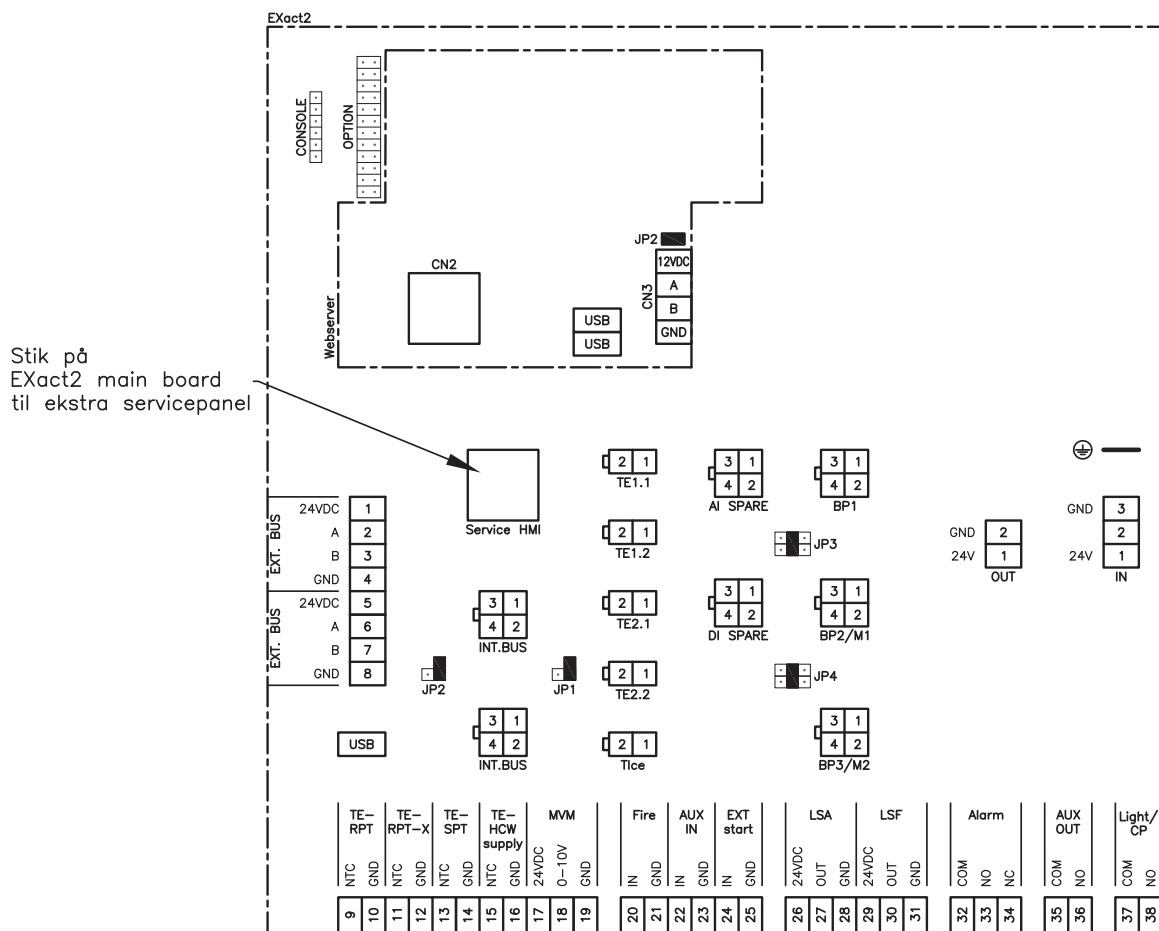 EXact2
CONSOLE
OPTION
JP2
12VDC
A
B
GND
CN3
CN2
USB
USB
Webserver
Stik på
EXact2 main board
til ekstra servicepanel
Service HMI
2 1
TE1.1
3 1
4 2
AI SPARE
3 1
4 2
BP1
EXT. BUS
24VDC 1
A 2
B 3
GND 4
EXT. BUS
24VDC 5
A 6
B 7
GND 8
2 1
TE1.2
JP3
GND 2
24V 1
OUT
GND 3
2
24V 1
IN
3 1
4 2
INT.BUS
2 1
TE2.1
3 1
4 2
DI SPARE
3 1
4 2
BP2/M1
JP2
JP1
2 1
TE2.2
JP4
USB
3 1
4 2
INT.BUS
2 1
TIce
3 1
4 2
BP3/M2
TE-
RPT
TE-
RPT-X
TE-
SPT
TE-
HCW
supply
MVM
Fire
AUX
IN
EXT
start
LSA
LSF
Alarm
AUX
OUT
Light/
CP
NTC GND NTC GND NTC GND NTC GND 24VDC 0-10V GND IN GND IN GND IN GND 24VDC OUT GND 24VDC OUT GND COM NO NC COM NO COM NO
9 10 11 12 13 14 15 16 17 18 19 20 21 22 23 24 25 26 27 28 29 30 31 32 33 34 35 36 37 38